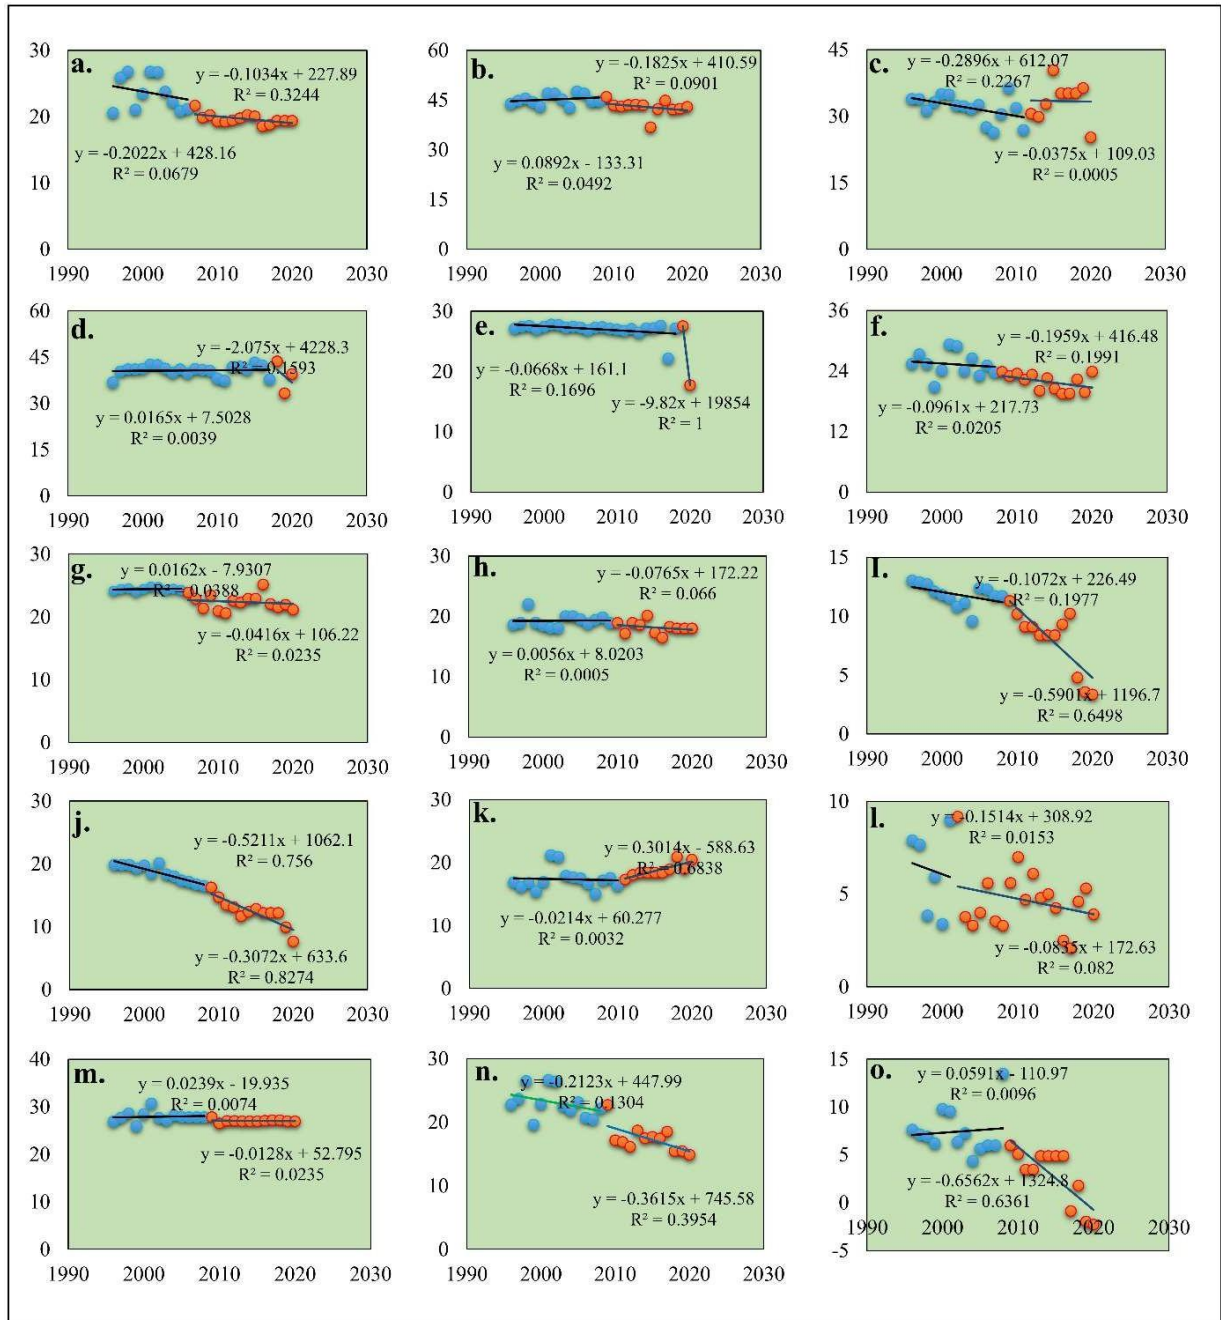 a.
30
20
10
0
1990 2000 2010 2020 2030
y = -0.1034x + 227.89
R² = 0.3244
y = -0.2022x + 428.16
R² = 0.0679
b.
60
45
30
15
0
1990 2000 2010 2020 2030
y = -0.1825x + 410.59
R² = 0.0901
y = 0.0892x - 133.31
R² = 0.0492
c.
45
30
15
0
1990 2000 2010 2020 2030
y = -0.2896x + 612.07
R² = 0.2267
y = -0.0375x + 109.03
R² = 0.0005
d.
60
45
30
15
0
1990 2000 2010 2020 2030
y = -2.075x + 4228.3
R² = 0.1593
y = 0.0165x + 7.5028
R² = 0.0039
e.
30
20
10
0
1990 2000 2010 2020 2030
y = -0.0668x + 161.1
R² = 0.1696
y = -9.82x + 19854
R² = 1
f.
36
24
12
0
1990 2000 2010 2020 2030
y = -0.1959x + 416.48
R² = 0.1991
y = -0.0961x + 217.73
R² = 0.0205
g.
30
20
10
0
1990 2000 2010 2020 2030
y = 0.0162x - 7.9307
R² = 0.0388
y = -0.0416x + 106.22
R² = 0.0235
h.
30
20
10
0
1990 2000 2010 2020 2030
y = -0.0765x + 172.22
R² = 0.066
y = 0.0056x + 8.0203
R² = 0.0005
I.
15
10
5
0
1990 2000 2010 2020 2030
y = -0.1072x + 226.49
R² = 0.1977
y = -0.5901x + 1196.7
R² = 0.6498
j.
30
20
10
0
1990 2000 2010 2020 2030
y = -0.5211x + 1062.1
R² = 0.756
y = -0.3072x + 633.6
R² = 0.8274
k.
30
20
10
0
1990 2000 2010 2020 2030
y = 0.3014x - 588.63
R² = 0.6838
y = -0.0214x + 60.277
R² = 0.0032
l.
10
5
0
1990 2000 2010 2020 2030
y = -0.1514x + 308.92
R² = 0.0153
y = -0.0835x + 172.63
R² = 0.082
m.
40
30
20
10
0
1990 2000 2010 2020 2030
y = 0.0239x - 19.935
R² = 0.0074
y = -0.0128x + 52.795
R² = 0.0235
n.
30
20
10
0
1990 2000 2010 2020 2030
y = -0.2123x + 447.99
R² = 0.1304
y = -0.3615x + 745.58
R² = 0.3954
o.
15
10
5
0
-5
1990 2000 2010 2020 2030
y = 0.0591x - 110.97
R² = 0.0096
y = -0.6562x + 1324.8
R² = 0.6361